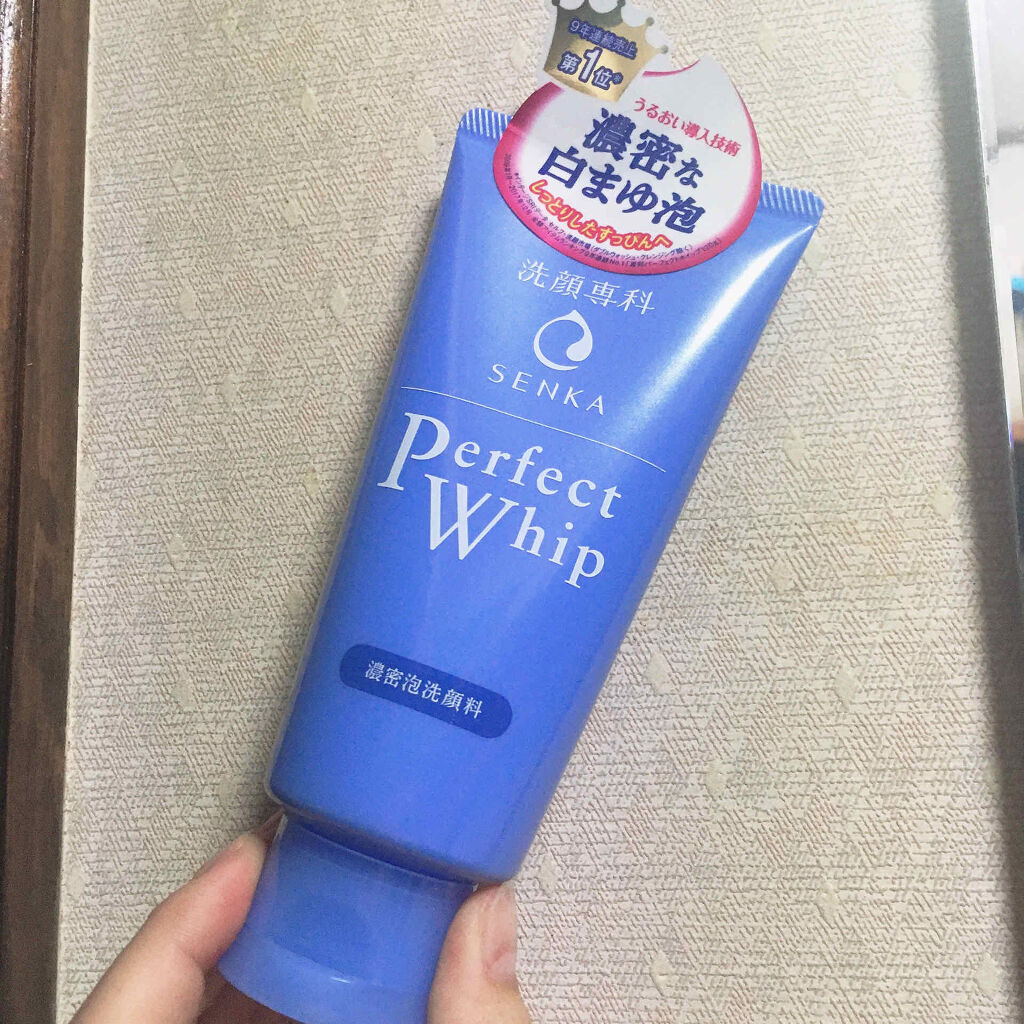 9年連続売上
第1位※
うるおい導入技術
濃密な
白まゆ泡
しっとりしたすっぴんへ
洗顔専科
SENKA
Perfect
Whip
濃密泡洗顔料